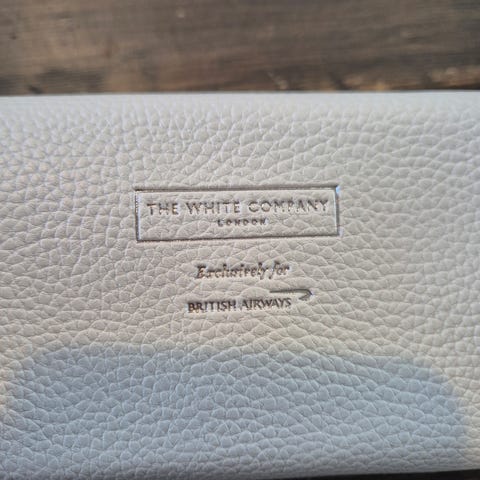 THE WHITE COMPANY
LONDON
Exclusively for
BRITISH AIRWAYS